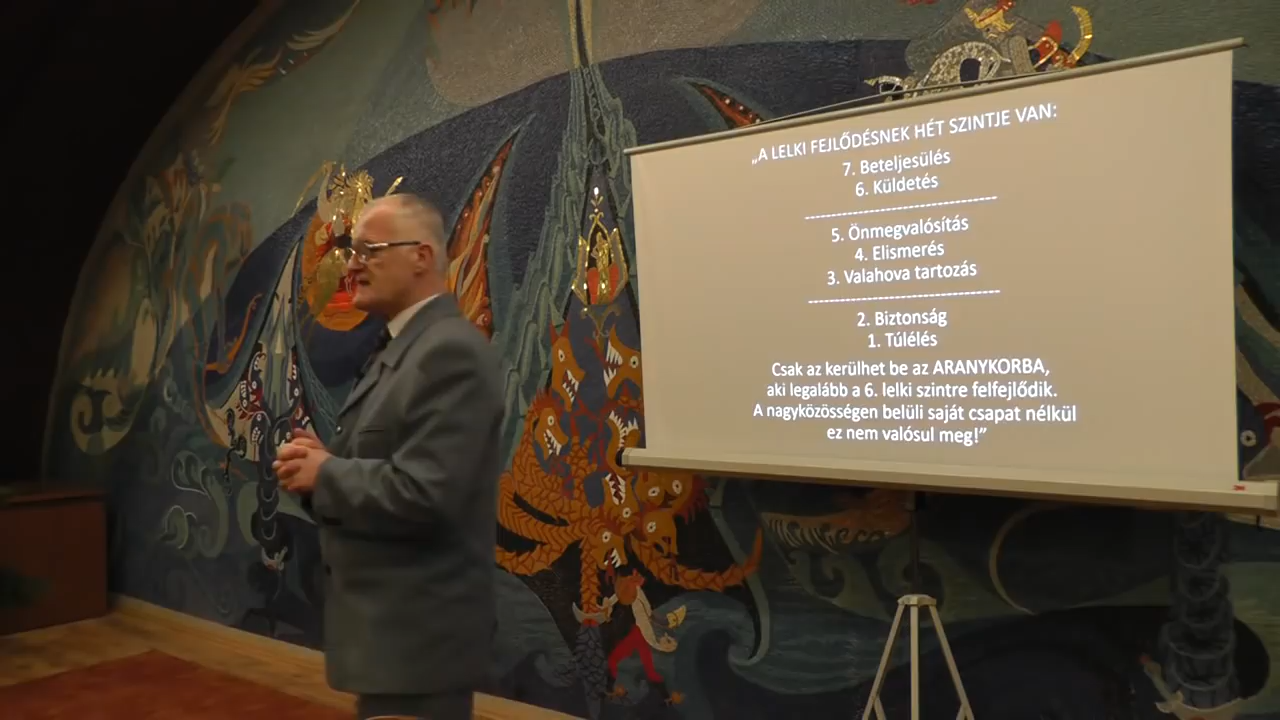 „A LELKI FEJLŐDÉSNEK HÉT SZINTJE VAN:
7. Beteljesülés
6. Küldetés
5. Önmegvalósítás
4. Elismerés
3. Valahova tartozás
2. Biztonság
1. Túlélés
Csak az kerülhet be az ARANYKORBA,
aki legalább a 6. lelki szintre felfejlődik.
A nagyközösségen belüli saját csapat nélkül
ez nem valósul meg!”